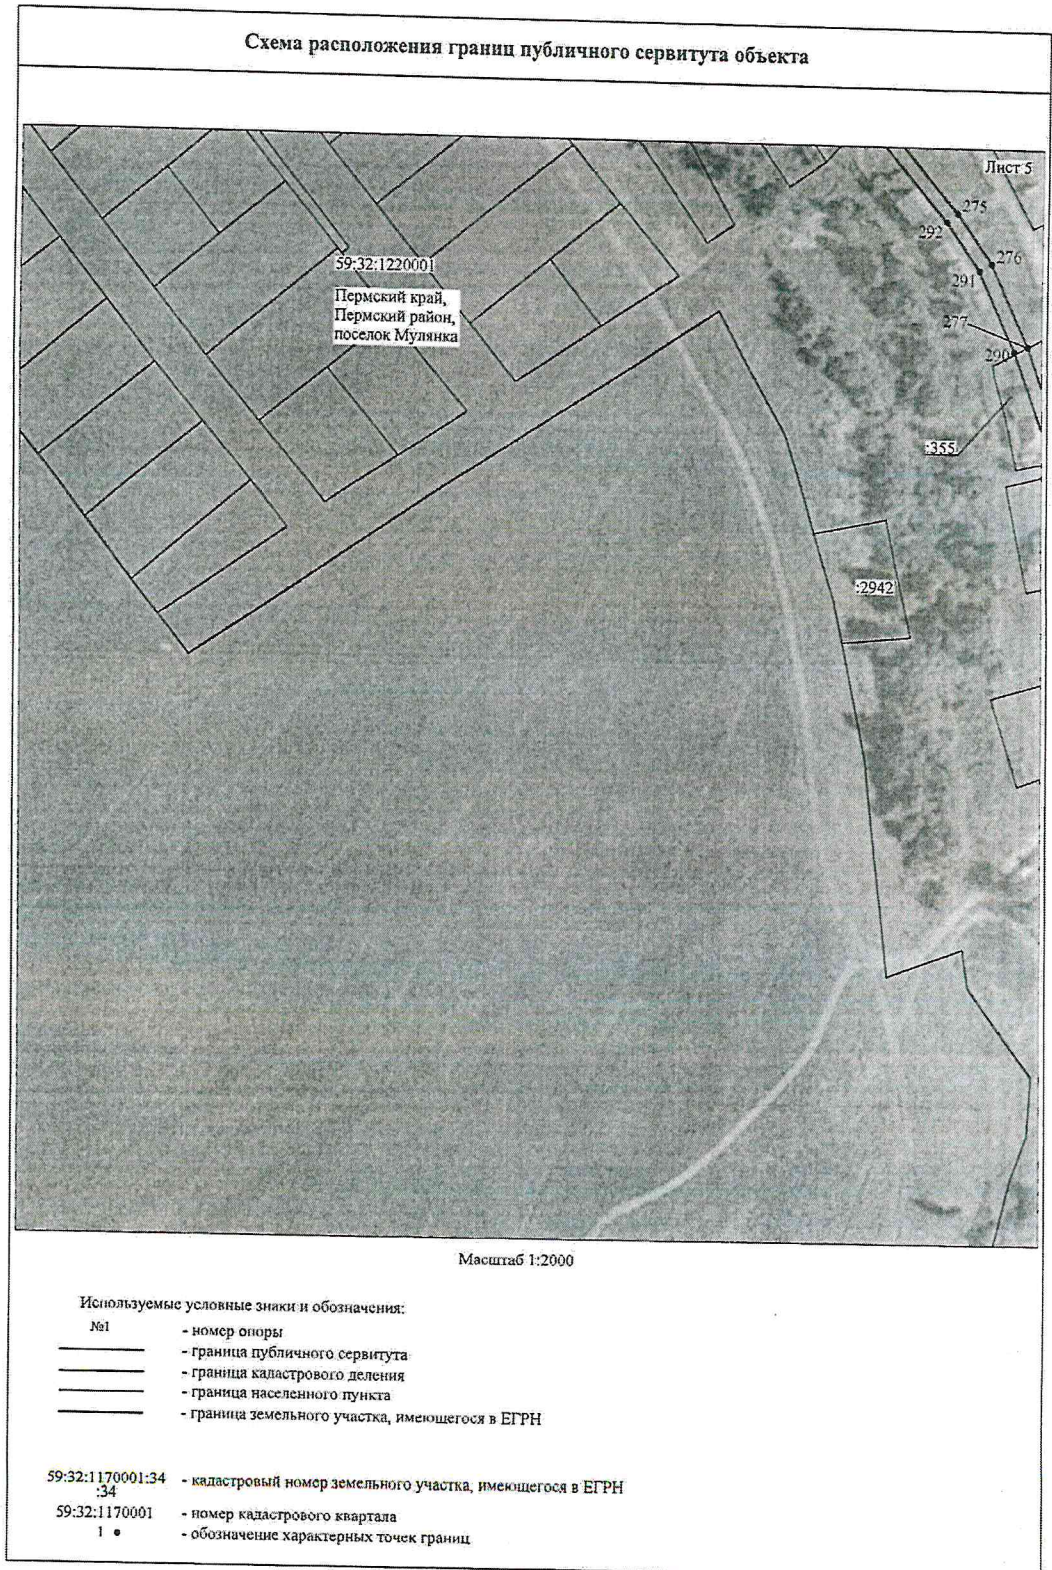 Схема расположения границ публичного сервитута объекта
Лист 5
275
292
276
291
277
290
59:32:1220001
Пермский край,
Пермский район,
поселок Мулянка
:355
:2942
Масштаб 1:2000
Используемые условные знаки и обозначения:
№1 - номер опоры
- граница публичного сервитута
- граница кадастрового деления
- граница населенного пункта
- граница земельного участка, имеющегося в ЕГРН
59:32:1170001:34 - кадастровый номер земельного участка, имеющегося в ЕГРН
:34
59:32:1170001 - номер кадастрового квартала
1 ● - обозначение характерных точек границ